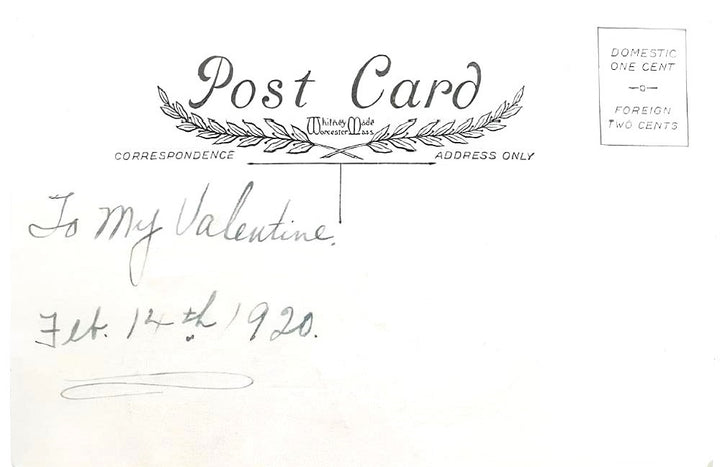 Post Card
Whitney Made
Worcester Mass.
CORRESPONDENCE
ADDRESS ONLY
DOMESTIC
ONE CENT
FOREIGN
TWO CENTS
To My Valentine.
Feb. 14th 1920.